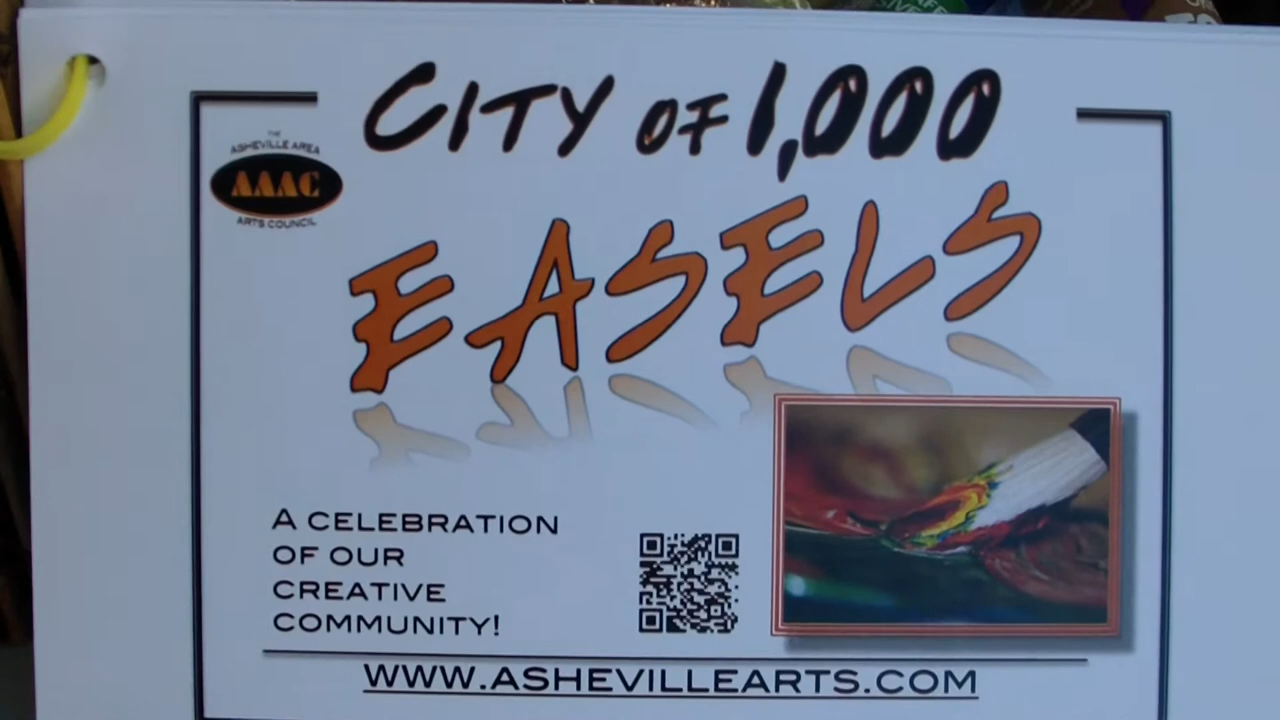 CITY OF 1,000
EASELS
THE
ASHEVILLE AREA
AAAC
ARTS COUNCIL
A CELEBRATION
OF OUR
CREATIVE
COMMUNITY!
WWW.ASHEVILLEARTS.COM